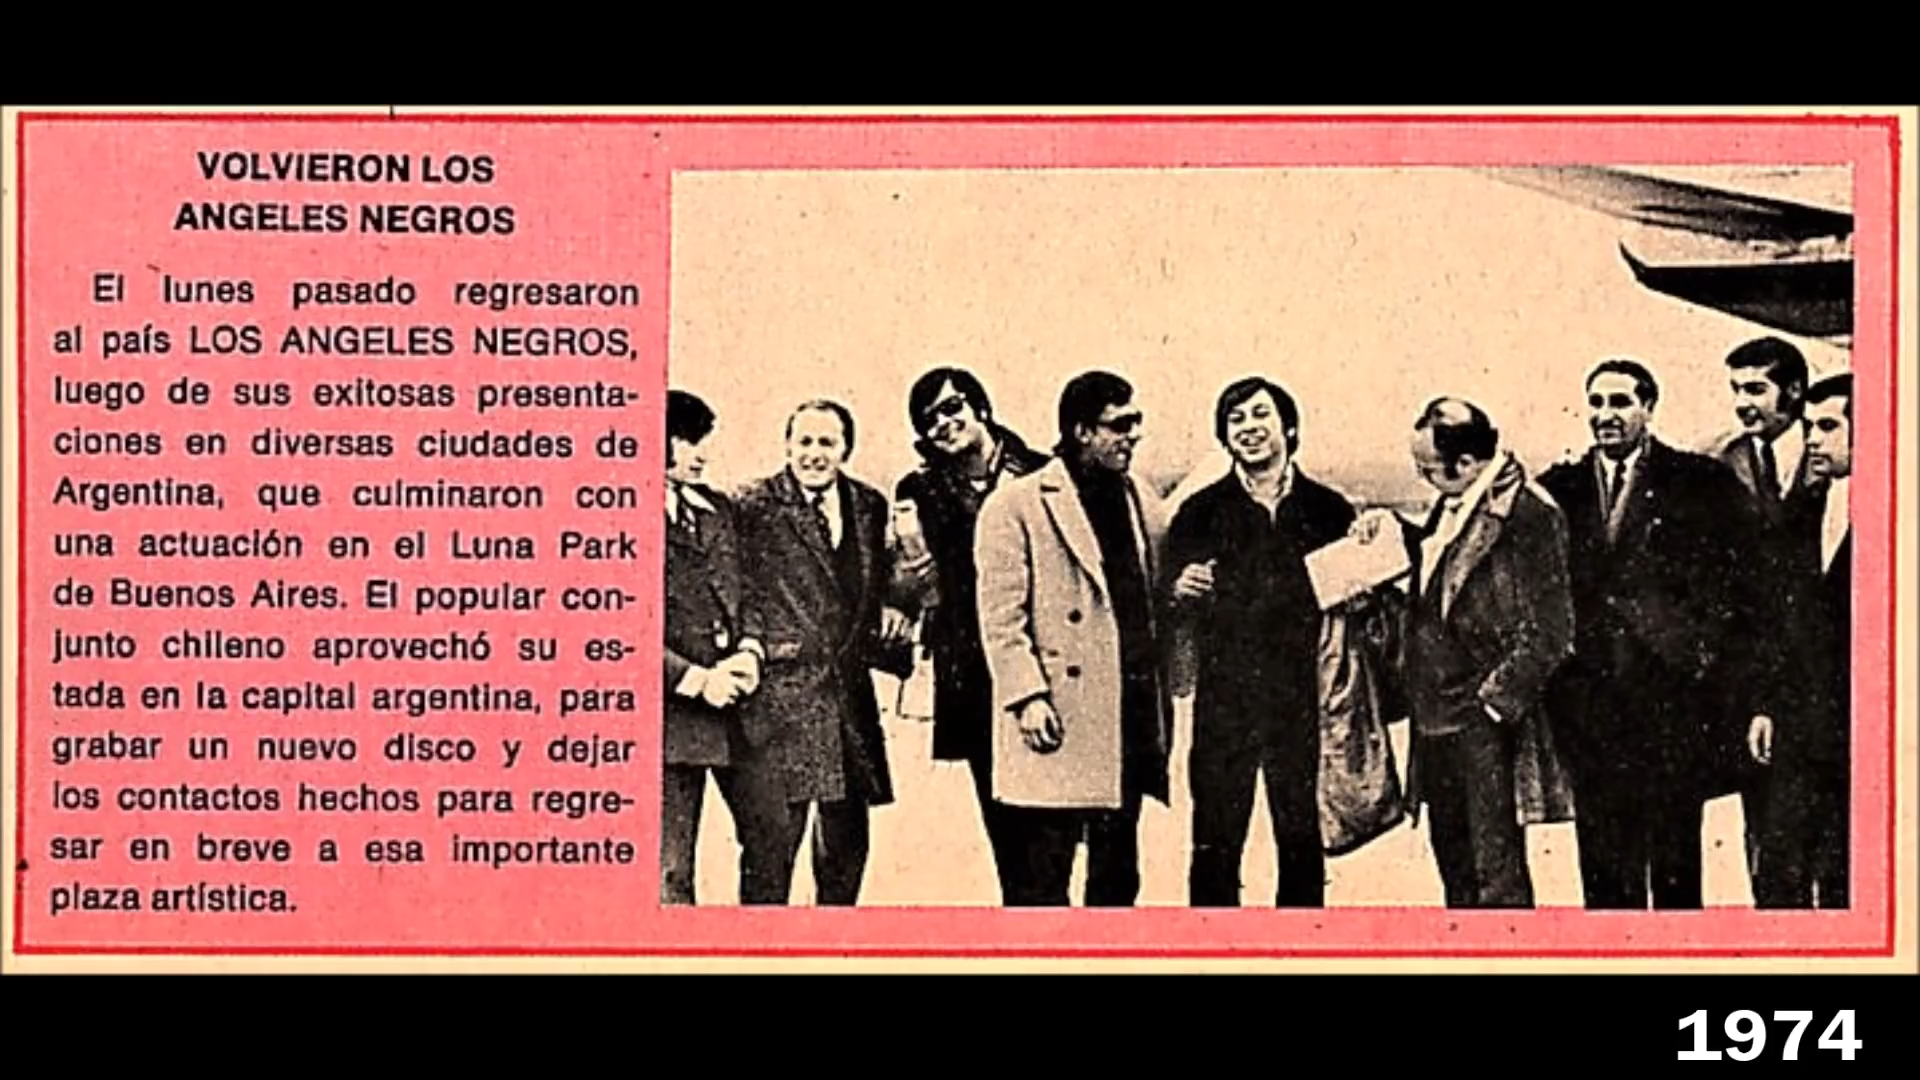 VOLVIERON LOS
ANGELES NEGROS
El lunes pasado regresaron
al país LOS ANGELES NEGROS,
luego de sus exitosas presenta-
ciones en diversas ciudades de
Argentina, que culminaron con
una actuación en el Luna Park
de Buenos Aires. El popular con-
junto chileno aprovechó su es-
tada en la capital argentina, para
grabar un nuevo disco y dejar
los contactos hechos para regre-
sar en breve a esa importante
plaza artística.
1974